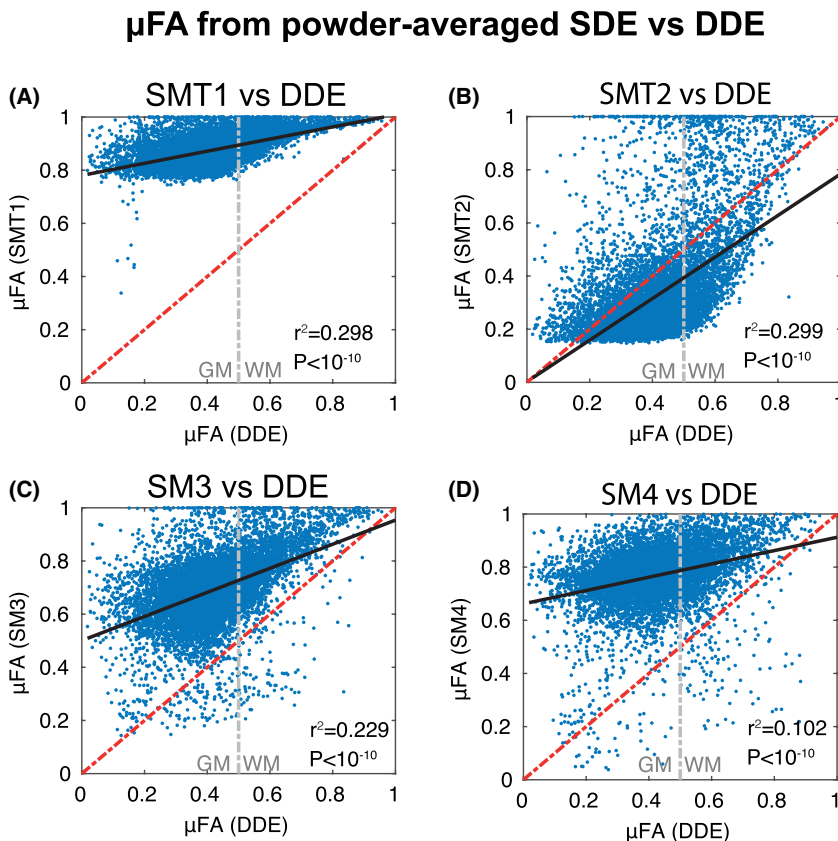 μFA from powder-averaged SDE vs DDE
(A)
SMT1 vs DDE
1
0.8
0.6
0.4
0.2
0
μFA (SMT1)
r²=0.298
P<10⁻¹⁰
GM WM
0 0.2 0.4 0.6 0.8 1
μFA (DDE)
(B)
SMT2 vs DDE
1
0.8
0.6
0.4
0.2
0
μFA (SMT2)
r²=0.299
P<10⁻¹⁰
GM WM
0 0.2 0.4 0.6 0.8 1
μFA (DDE)
(C)
SM3 vs DDE
1
0.8
0.6
0.4
0.2
0
μFA (SM3)
r²=0.229
P<10⁻¹⁰
GM WM
0 0.2 0.4 0.6 0.8 1
μFA (DDE)
(D)
SM4 vs DDE
1
0.8
0.6
0.4
0.2
0
μFA (SM4)
r²=0.102
P<10⁻¹⁰
GM WM
0 0.2 0.4 0.6 0.8 1
μFA (DDE)